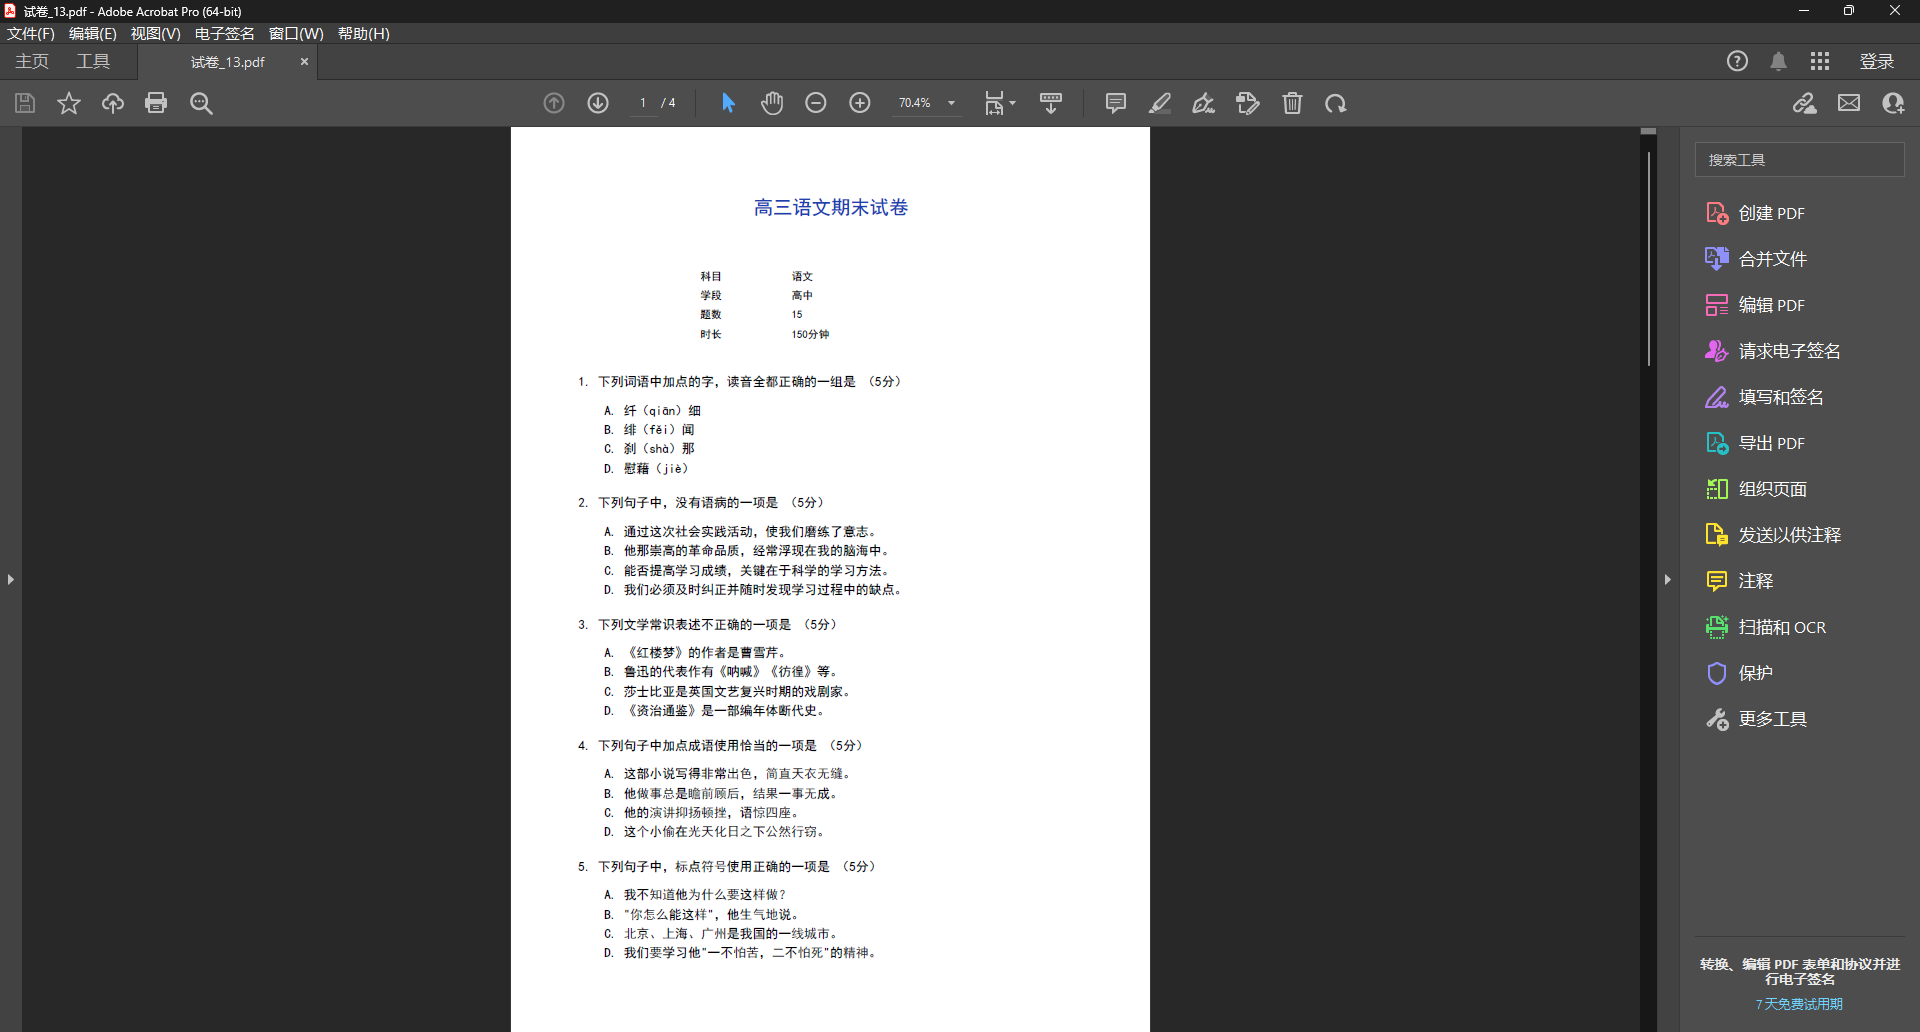 试卷_13.pdf - Adobe Acrobat Pro (64-bit)
文件(F) 编辑(E) 视图(V) 电子签名 窗口(W) 帮助(H)
主页 工具 试卷_13.pdf 登录
1 / 4 70.4%
高三语文期末试卷
科目 语文
学段 高中
题数 15
时长 150分钟
1. 下列词语中加点的字，读音全都正确的一组是 （5分）
A. 纤（qiān）细
B. 绯（fěi）闻
C. 刹（shà）那
D. 慰藉（jiè）
2. 下列句子中，没有语病的一项是 （5分）
A. 通过这次社会实践活动，使我们磨练了意志。
B. 他那崇高的革命品质，经常浮现在我的脑海中。
C. 能否提高学习成绩，关键在于科学的学习方法。
D. 我们必须及时纠正并随时发现学习过程中的缺点。
3. 下列文学常识表述不正确的一项是 （5分）
A. 《红楼梦》的作者是曹雪芹。
B. 鲁迅的代表作有《呐喊》《彷徨》等。
C. 莎士比亚是英国文艺复兴时期的戏剧家。
D. 《资治通鉴》是一部编年体断代史。
4. 下列句子中加点成语使用恰当的一项是 （5分）
A. 这部小说写得非常出色，简直天衣无缝。
B. 他做事总是瞻前顾后，结果一事无成。
C. 他的演讲抑扬顿挫，语惊四座。
D. 这个小偷在光天化日之下公然行窃。
5. 下列句子中，标点符号使用正确的一项是 （5分）
A. 我不知道他为什么要这样做?
B. "你怎么能这样"，他生气地说。
C. 北京、上海、广州是我国的一线城市。
D. 我们要学习他"一不怕苦，二不怕死"的精神。
搜索工具
创建 PDF
合并文件
编辑 PDF
请求电子签名
填写和签名
导出 PDF
组织页面
发送以供注释
注释
扫描和 OCR
保护
更多工具
转换、编辑 PDF 表单和协议并进
行电子签名
7 天免费试用期